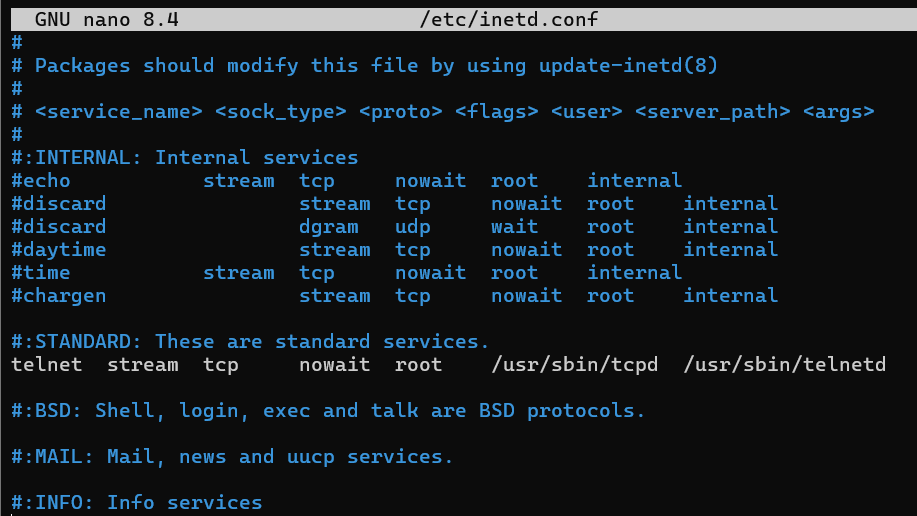 GNU nano 8.4 /etc/inetd.conf
#
# Packages should modify this file by using update-inetd(8)
#
# <service_name> <sock_type> <proto> <flags> <user> <server_path> <args>
#
#:INTERNAL: Internal services
#echo stream tcp nowait root internal
#discard stream tcp nowait root internal
#discard dgram udp wait root internal
#daytime stream tcp nowait root internal
#time stream tcp nowait root internal
#chargen stream tcp nowait root internal
#:STANDARD: These are standard services.
telnet stream tcp nowait root /usr/sbin/tcpd /usr/sbin/telnetd
#:BSD: Shell, login, exec and talk are BSD protocols.
#:MAIL: Mail, news and uucp services.
#:INFO: Info services